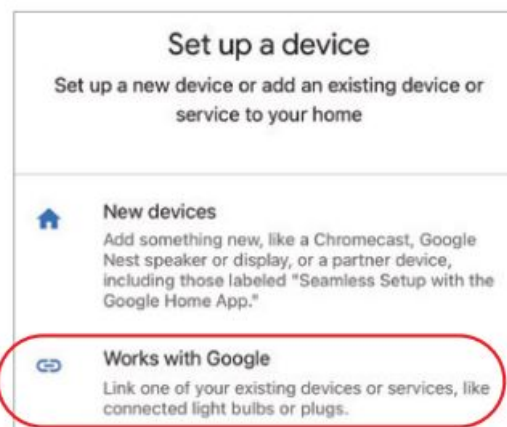 Set up a device
Set up a new device or add an existing device or
service to your home
New devices
Add something new, like a Chromecast, Google
Nest speaker or display, or a partner device,
including those labeled "Seamless Setup with the
Google Home App."
Works with Google
Link one of your existing devices or services, like
connected light bulbs or plugs.